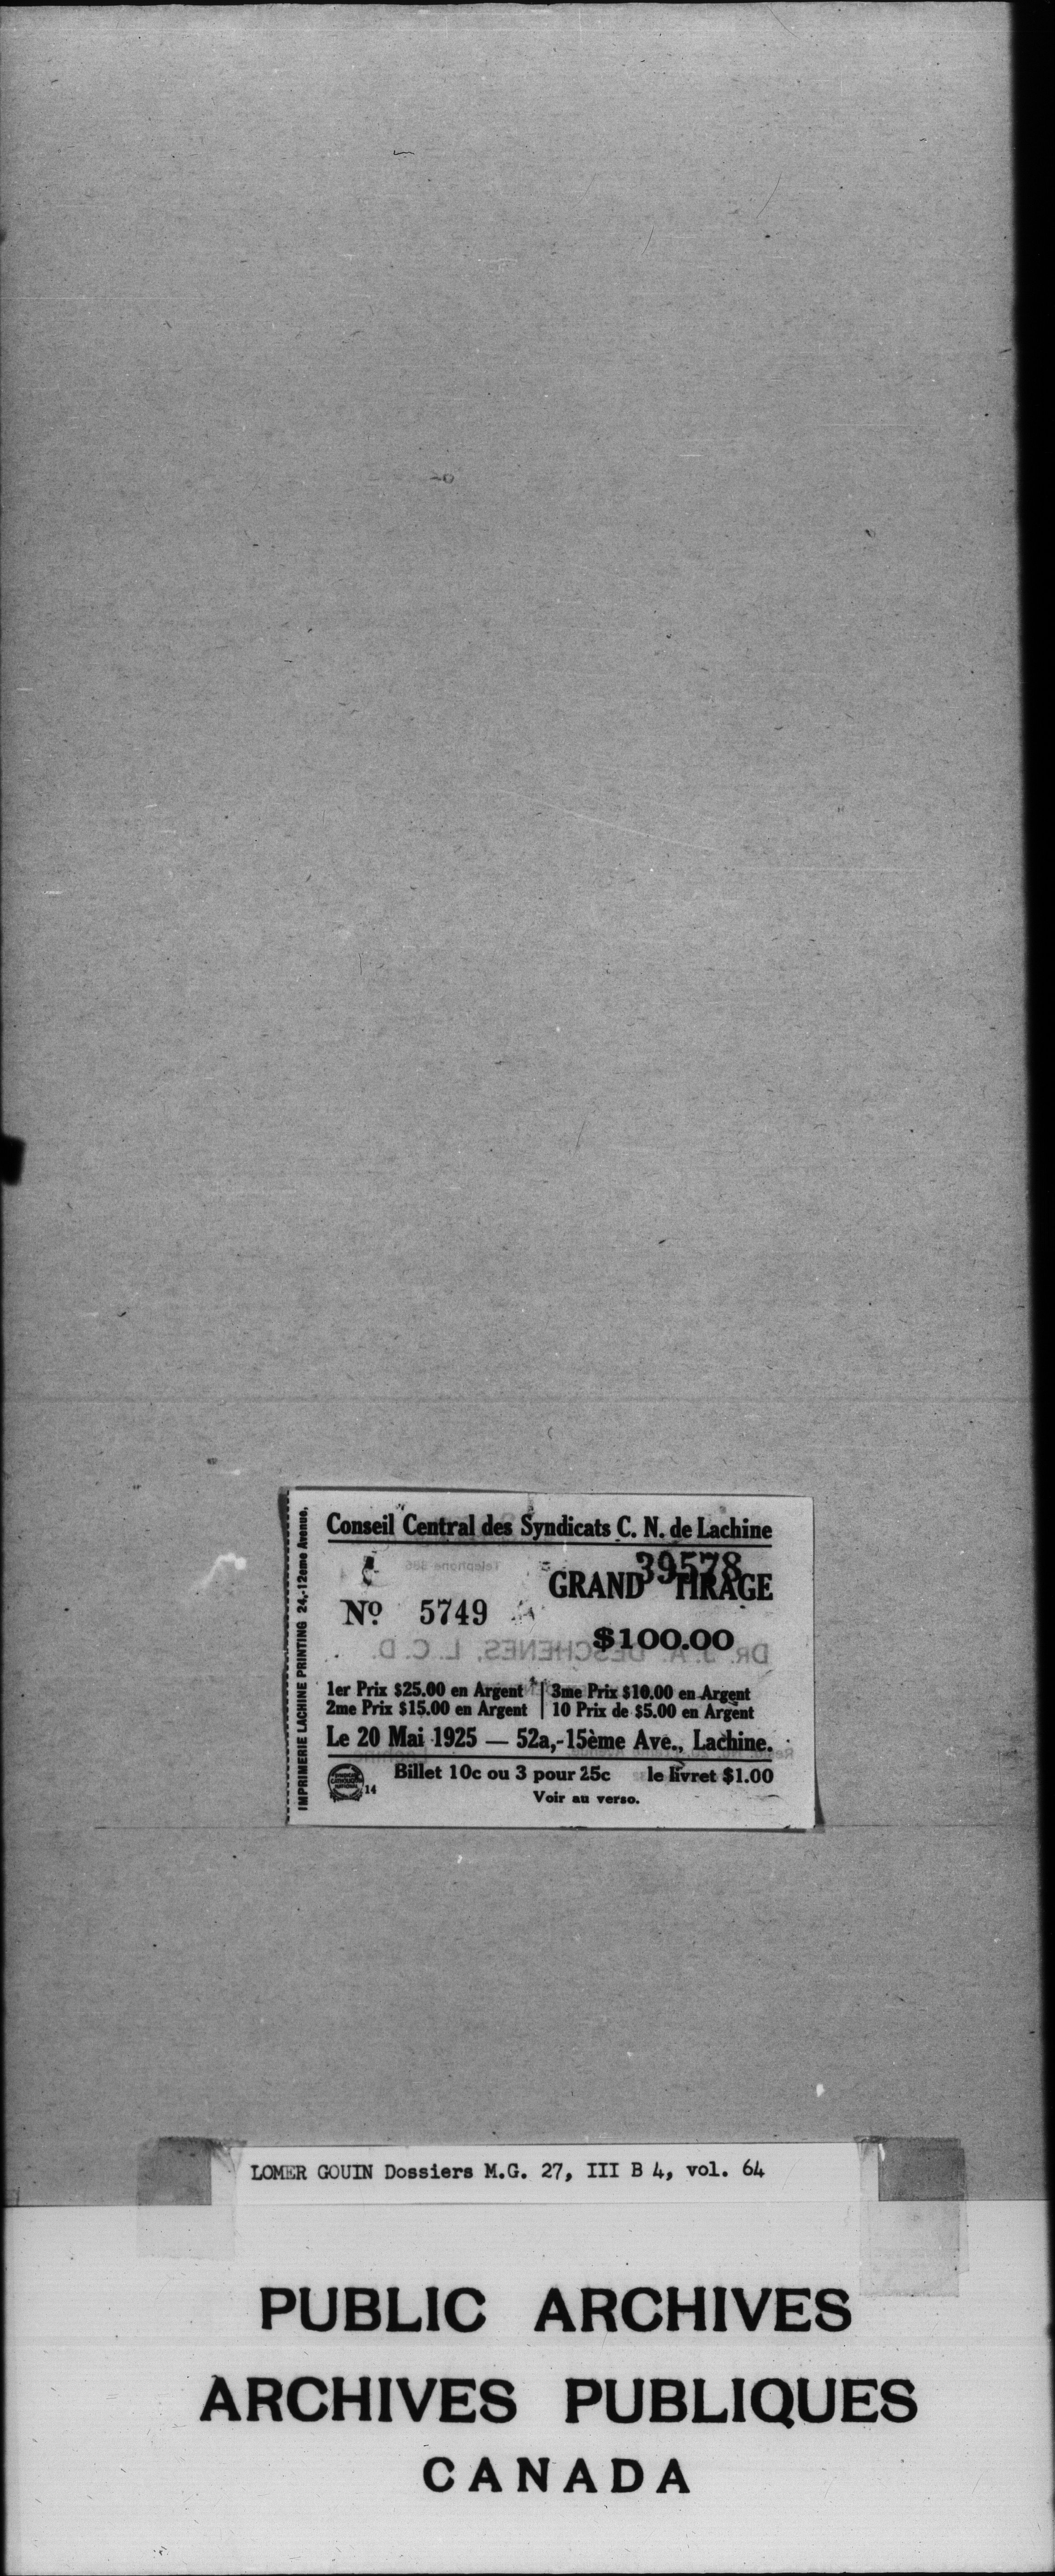 IMPRIMERIE LACHINE PRINTING 24,-12eme Avenue,
Conseil Central des Syndicats C. N. de Lachine
39578
GRAND TIRAGE
Nº 5749
$100.00
1er Prix $25.00 en Argent | 3me Prix $10.00 en Argent
2me Prix $15.00 en Argent | 10 Prix de $5.00 en Argent
Le 20 Mai 1925 — 52a,-15ème Ave., Lachine.
14
Billet 10c ou 3 pour 25c le livret $1.00
Voir au verso.
LOMER GOUIN Dossiers M.G. 27, III B 4, vol. 64
PUBLIC ARCHIVES
ARCHIVES PUBLIQUES
CANADA